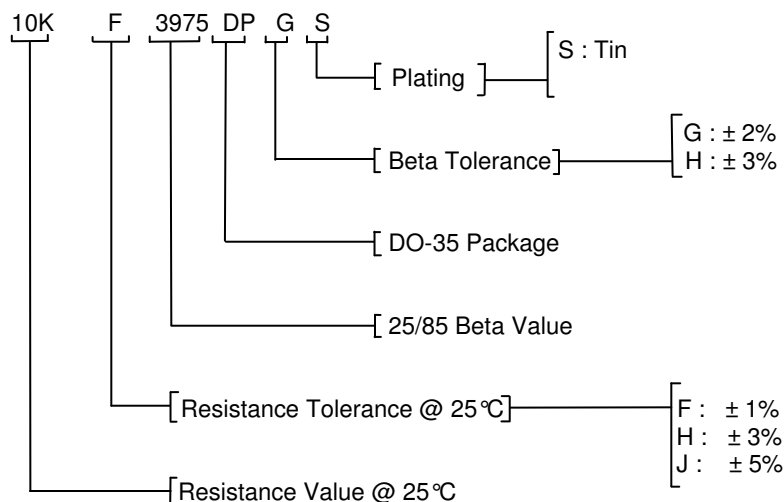 10K F 3975 DP G S
S : Tin
Plating
G : ± 2%
Beta Tolerance
H : ± 3%
DO-35 Package
25/85 Beta Value
Resistance Tolerance @ 25°C
F : ± 1%
H : ± 3%
J : ± 5%
Resistance Value @ 25°C